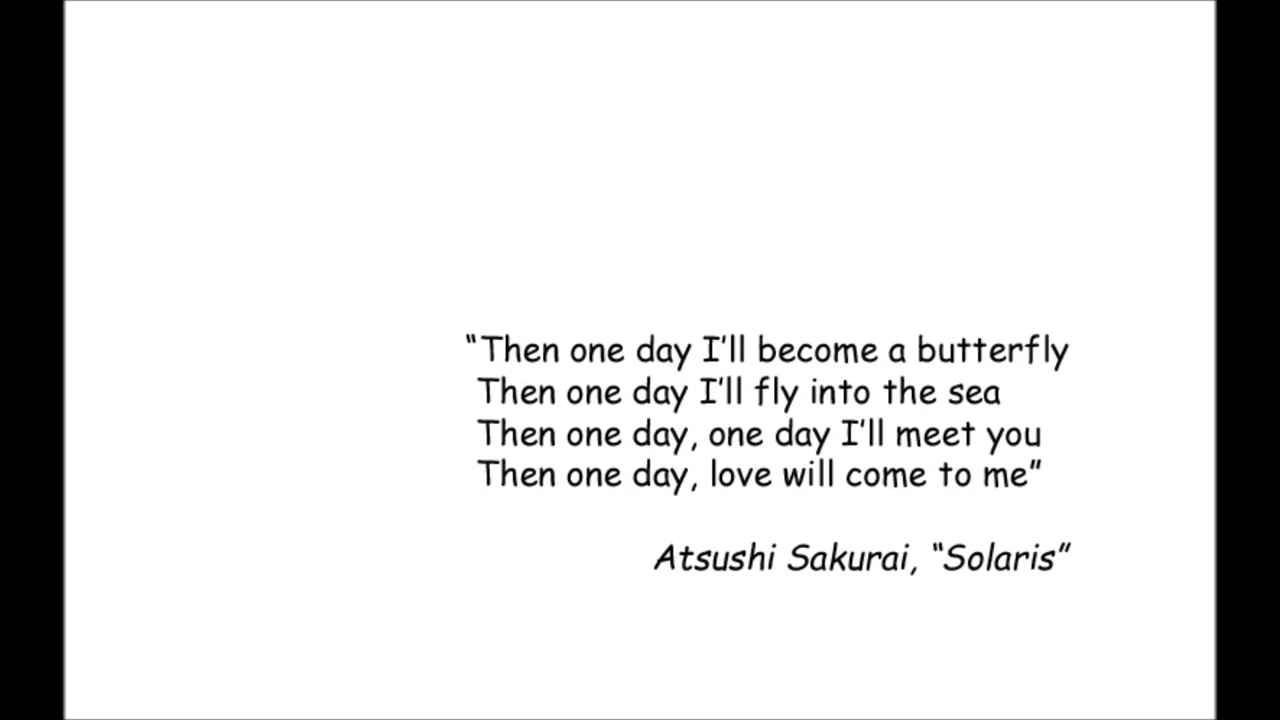 “Then one day I’ll become a butterfly
Then one day I’ll fly into the sea
Then one day, one day I’ll meet you
Then one day, love will come to me”
Atsushi Sakurai, “Solaris”